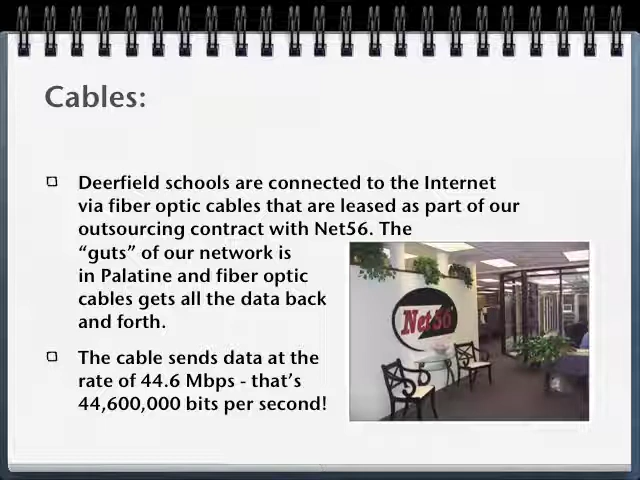 Cables:
Deerfield schools are connected to the Internet
via fiber optic cables that are leased as part of our
outsourcing contract with Net56. The
“guts” of our network is
in Palatine and fiber optic
cables gets all the data back
and forth.
Net56
The cable sends data at the
rate of 44.6 Mbps - that’s
44,600,000 bits per second!